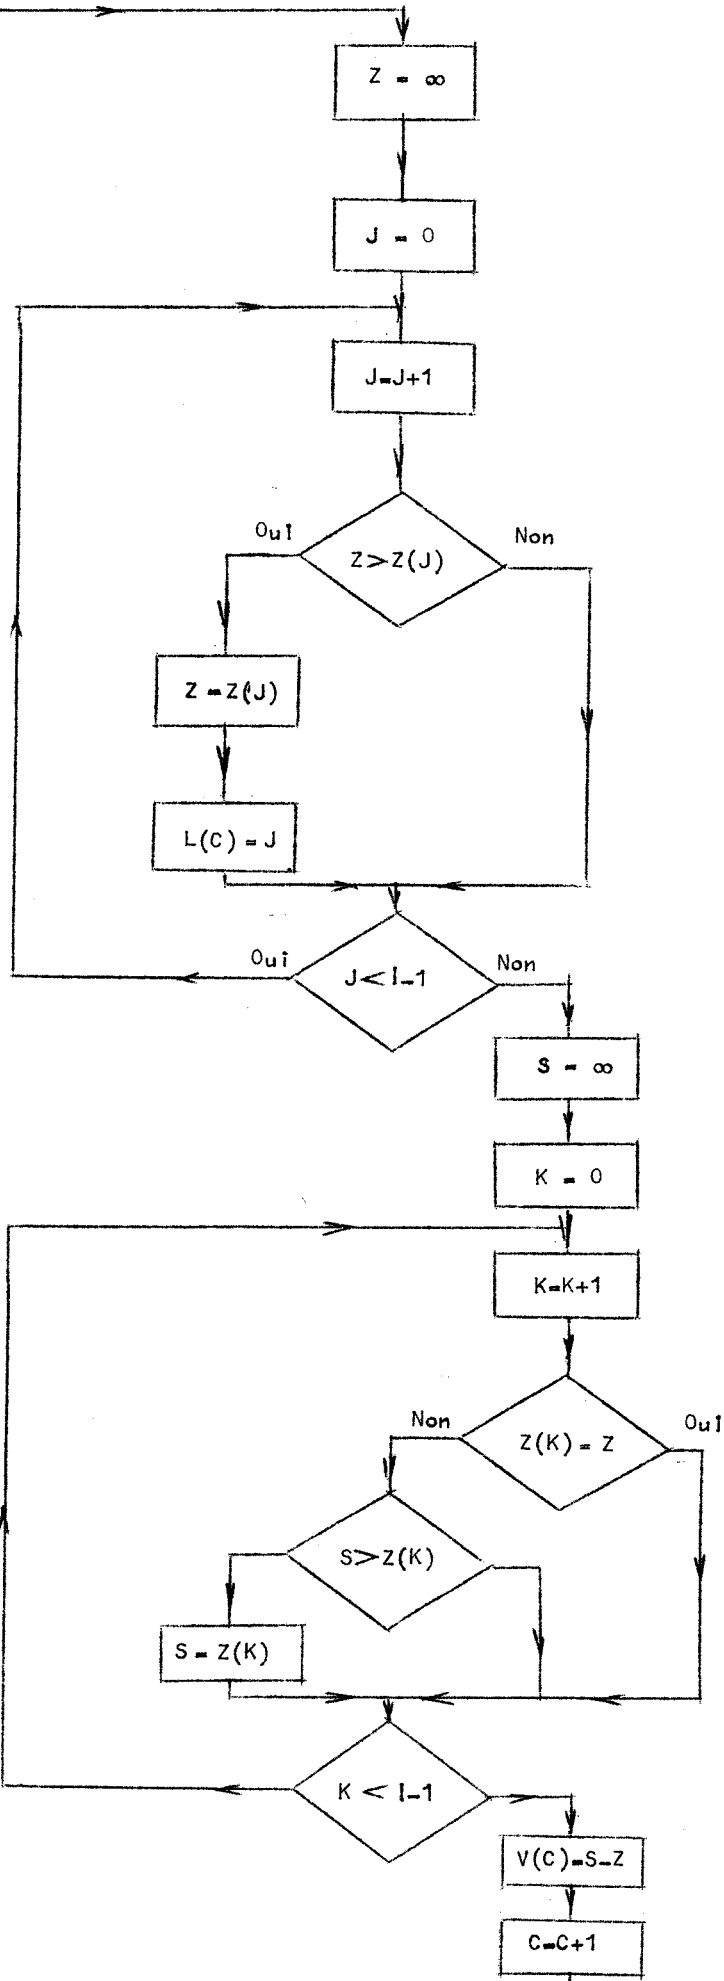 Z = ∞
J = 0
J=J+1
Oui
Non
Z>Z(J)
Z=Z(J)
L(C)=J
Oui
Non
J<I-1
S = ∞
K = 0
K=K+1
Non
Oui
Z(K)=Z
S>Z(K)
S=Z(K)
K<I-1
V(C)=S-Z
C=C+1